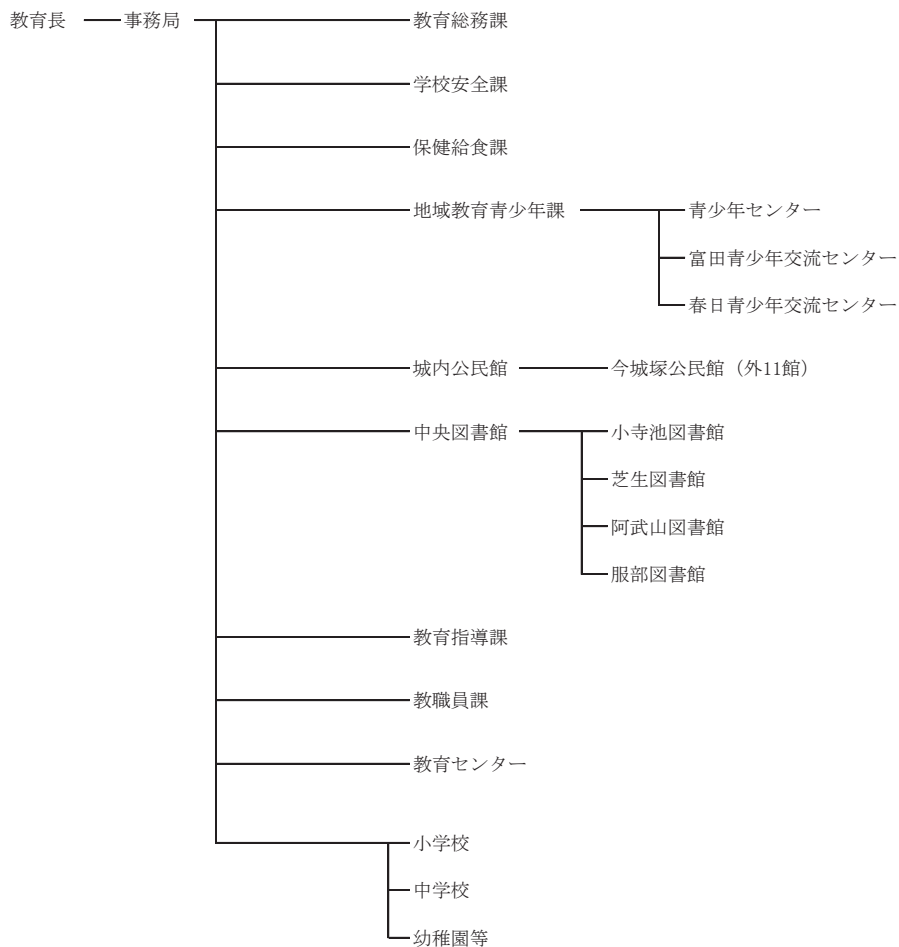 教育長 事務局 教育総務課
学校安全課
保健給食課
地域教育青少年課 青少年センター
富田青少年交流センター
春日青少年交流センター
城内公民館 今城塚公民館（外11館）
中央図書館 小寺池図書館
芝生図書館
阿武山図書館
服部図書館
教育指導課
教職員課
教育センター
小学校
中学校
幼稚園等